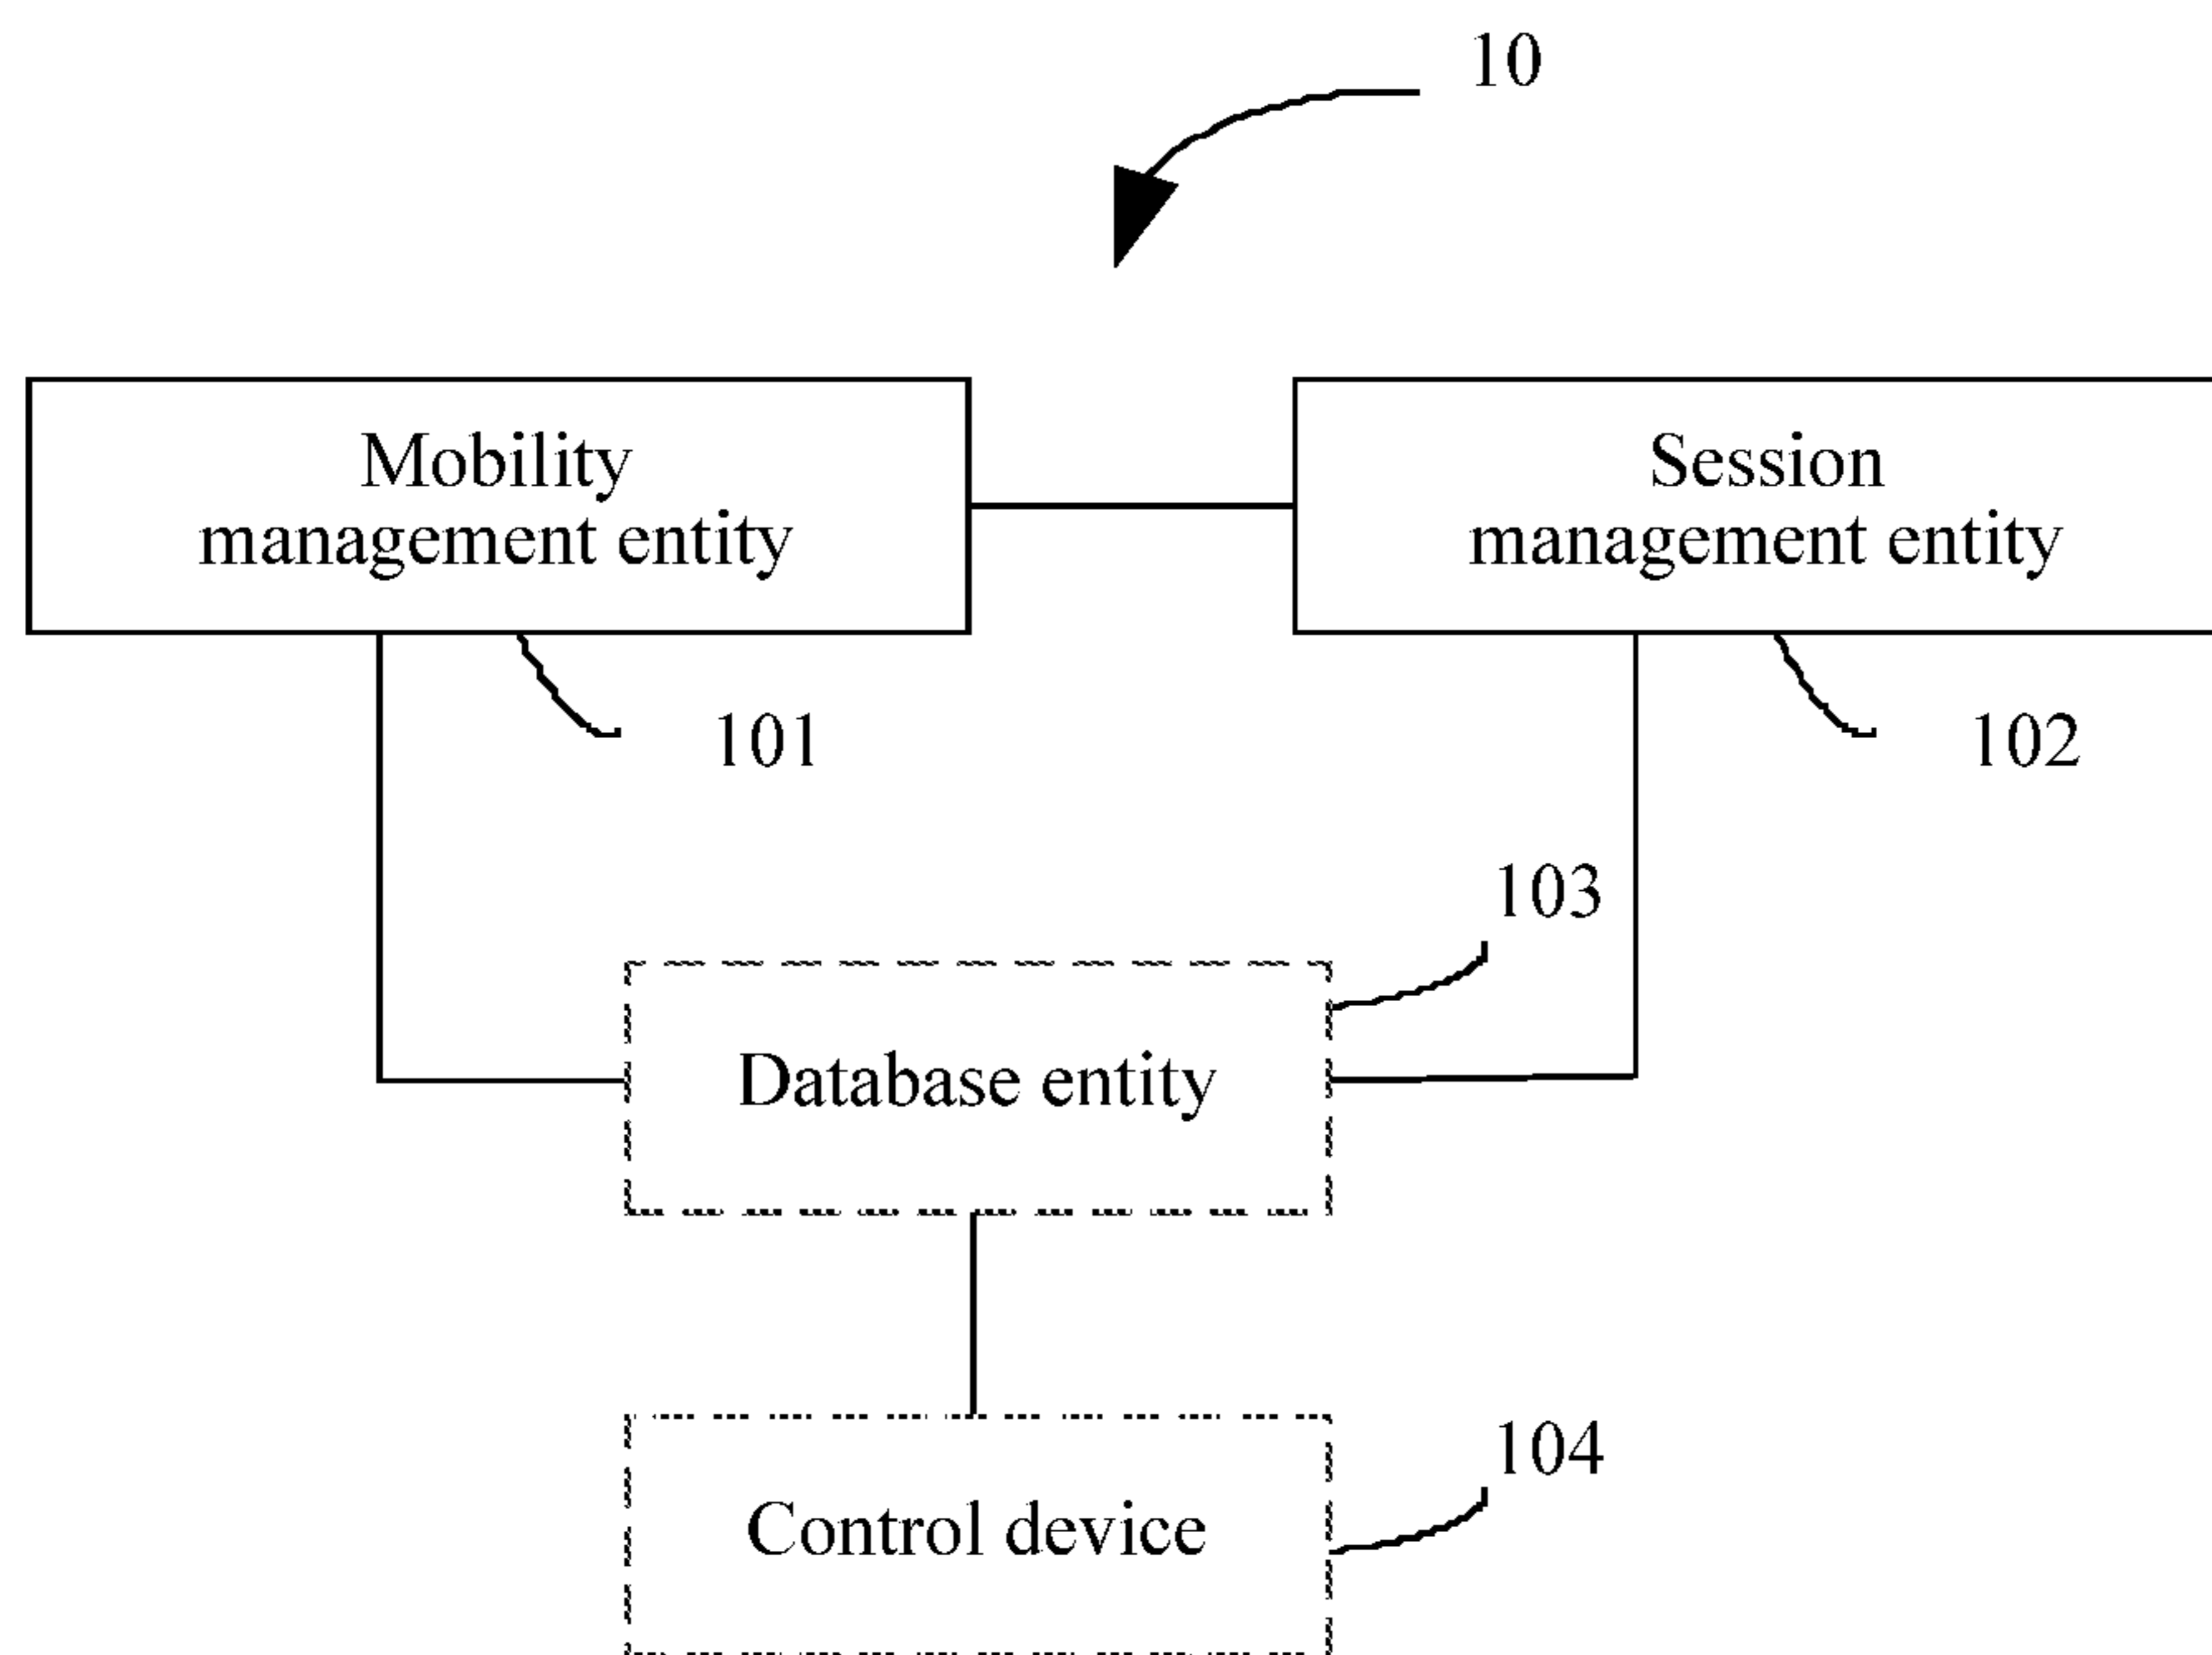 10
Mobility
management entity
Session
management entity
101
102
103
Database entity
104
Control device